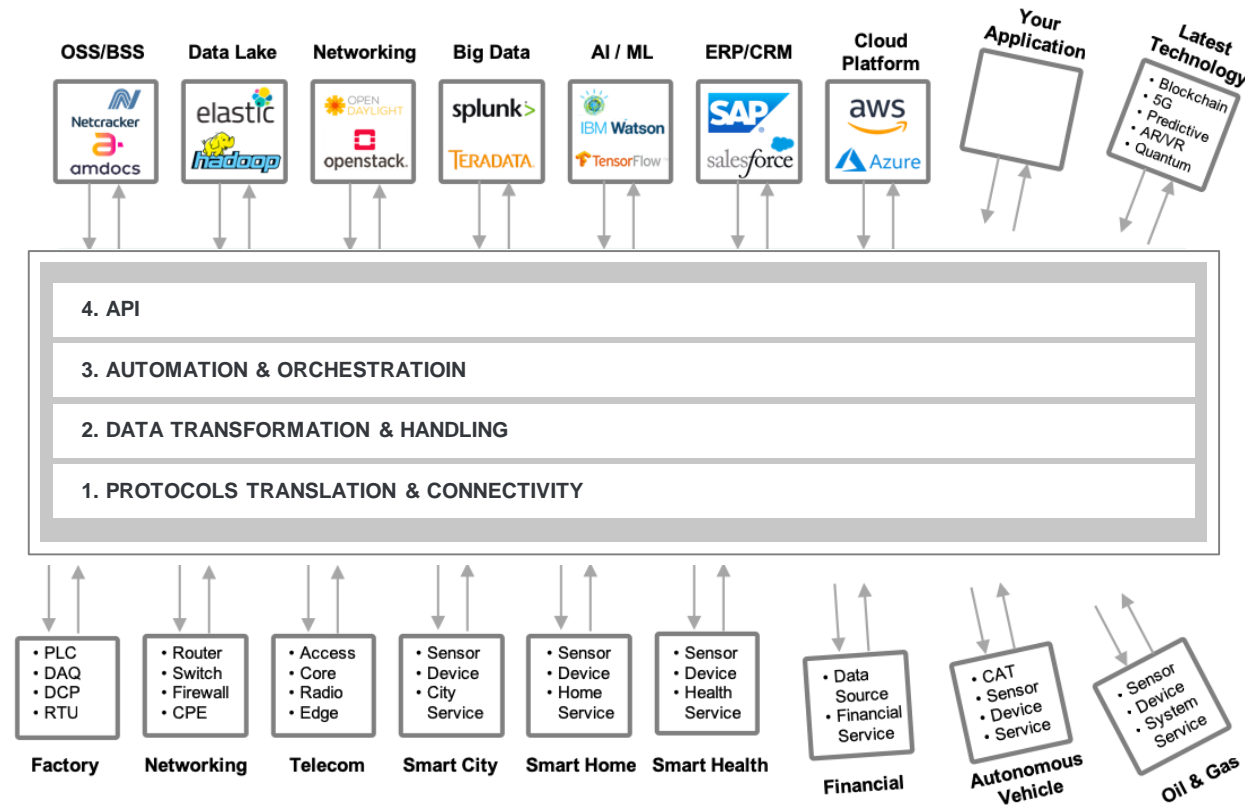 OSS/BSS
Netcracker
amdocs
Data Lake
elastic
hadoop
Networking
OPEN
DAYLIGHT
openstack.
Big Data
splunk>
TERADATA.
AI / ML
IBM Watson
TensorFlow™
ERP/CRM
SAP®
salesforce
Cloud
Platform
aws
Azure
Your
Application
Latest
Technology
• Blockchain
• 5G
• Predictive
• AR/VR
• Quantum
4. API
3. AUTOMATION & ORCHESTRATIOIN
2. DATA TRANSFORMATION & HANDLING
1. PROTOCOLS TRANSLATION & CONNECTIVITY
• PLC
• DAQ
• DCP
• RTU
Factory
• Router
• Switch
• Firewall
• CPE
Networking
• Access
• Core
• Radio
• Edge
Telecom
• Sensor
• Device
• City
Service
Smart City
• Sensor
• Device
• Home
Service
Smart Home
• Sensor
• Device
• Health
Service
Smart Health
• Data
Source
• Financial
Service
Financial
• CAT
• Sensor
• Device
• Service
Autonomous
Vehicle
• Sensor
• Device
• System
Service
Oil & Gas